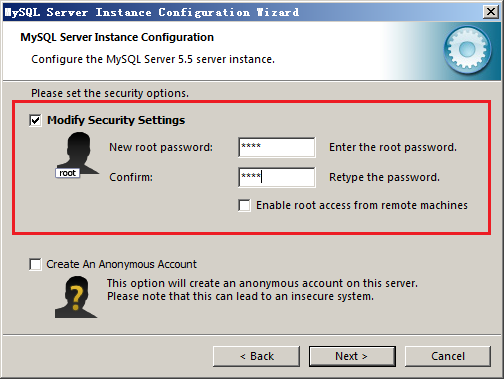 MySQL Server Instance Configuration Wizard
MySQL Server Instance Configuration
Configure the MySQL Server 5.5 server instance.
Please set the security options.
Modify Security Settings
New root password: **** Enter the root password.
root
Confirm: **** Retype the password.
Enable root access from remote machines
Create An Anonymous Account
This option will create an anonymous account on this server.
Please note that this can lead to an insecure system.
< Back Next > Cancel